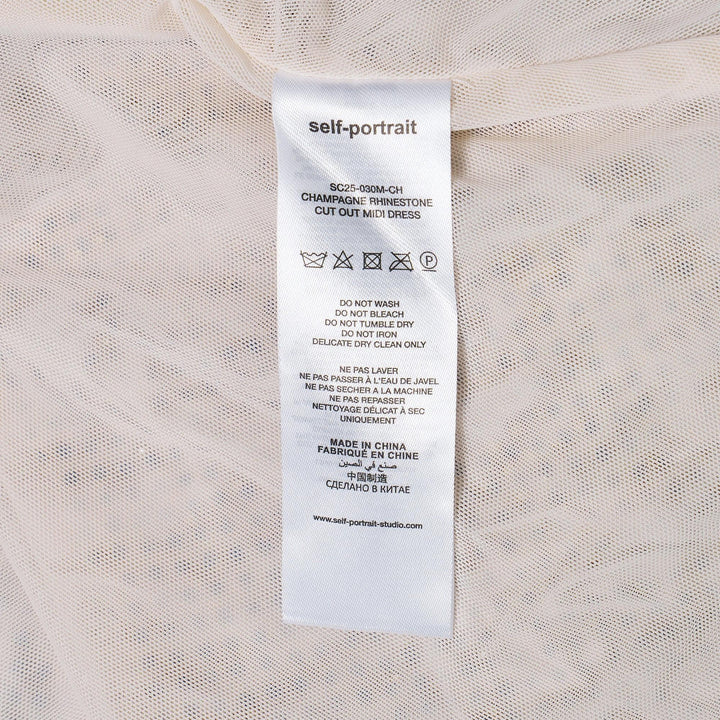 self-portrait
SC25-030M-CH
CHAMPAGNE RHINESTONE
CUT OUT MIDI DRESS
P
DO NOT WASH
DO NOT BLEACH
DO NOT TUMBLE DRY
DO NOT IRON
DELICATE DRY CLEAN ONLY
NE PAS LAVER
NE PAS PASSER À L'EAU DE JAVEL
NE PAS SECHER A LA MACHINE
NE PAS REPASSER
NETTOYAGE DÉLICAT À SEC
UNIQUEMENT
MADE IN CHINA
FABRIQUÉ EN CHINE
صنع في الصين
中国制造
СДЕЛАНО В КИТАЕ
www.self-portrait-studio.com